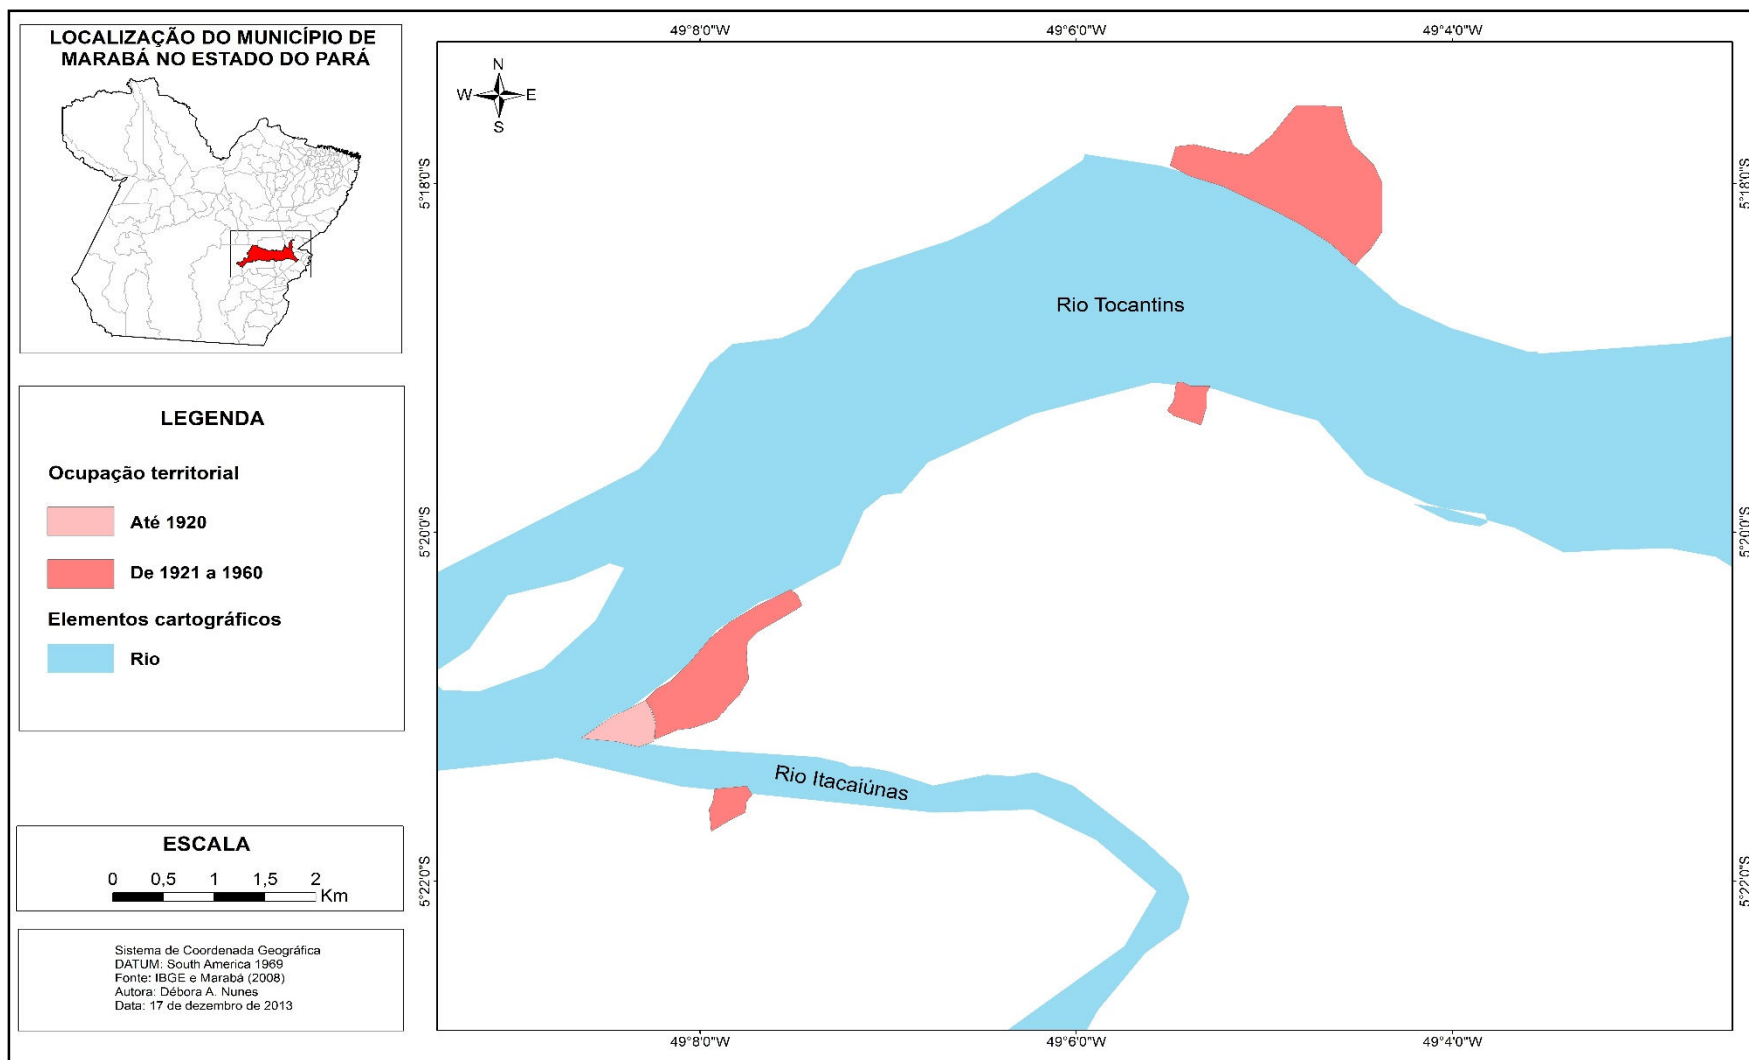 LOCALIZAÇÃO DO MUNICÍPIO DE
MARABÁ NO ESTADO DO PARÁ
LEGENDA
Ocupação territorial
Até 1920
De 1921 a 1960
Elementos cartográficos
Rio
ESCALA
0 0,5 1 1,5 2
Km
Sistema de Coordenada Geográfica
DATUM: South America 1969
Fonte: IBGE e Marabá (2008)
Autora: Débora A. Nunes
Data: 17 de dezembro de 2013
49°8'0"W 49°6'0"W 49°4'0"W
N
W E
S
5°18'0"S 5°18'0"S
Rio Tocantins
5°20'0"S 5°20'0"S
Rio Itacaiúnas
5°22'0"S 5°22'0"S
49°8'0"W 49°6'0"W 49°4'0"W